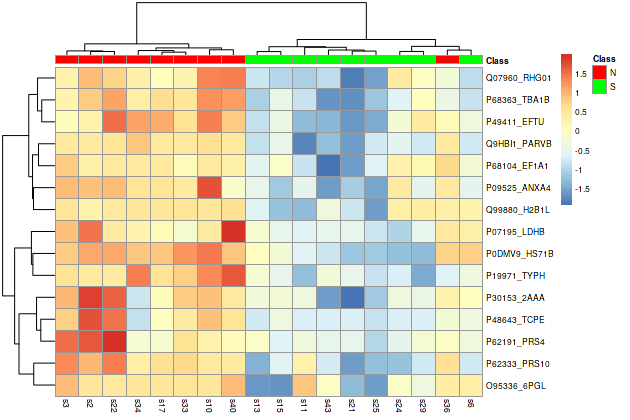 Class
Q07960_RHG01
P68363_TBA1B
P49411_EFTU
Q9HBI1_PARVB
P68104_EF1A1
P09525_ANXA4
Q99880_H2B1L
P07195_LDHB
P0DMV9_HS71B
P19971_TYPH
P30153_2AAA
P48643_TCPE
P62191_PRS4
P62333_PRS10
O95336_6PGL
s3 s2 s22 s34 s17 s33 s10 s40 s13 s15 s11 s43 s21 s25 s24 s29 s36 s6
1.5
1
0.5
0
-0.5
-1
-1.5
Class
N
S